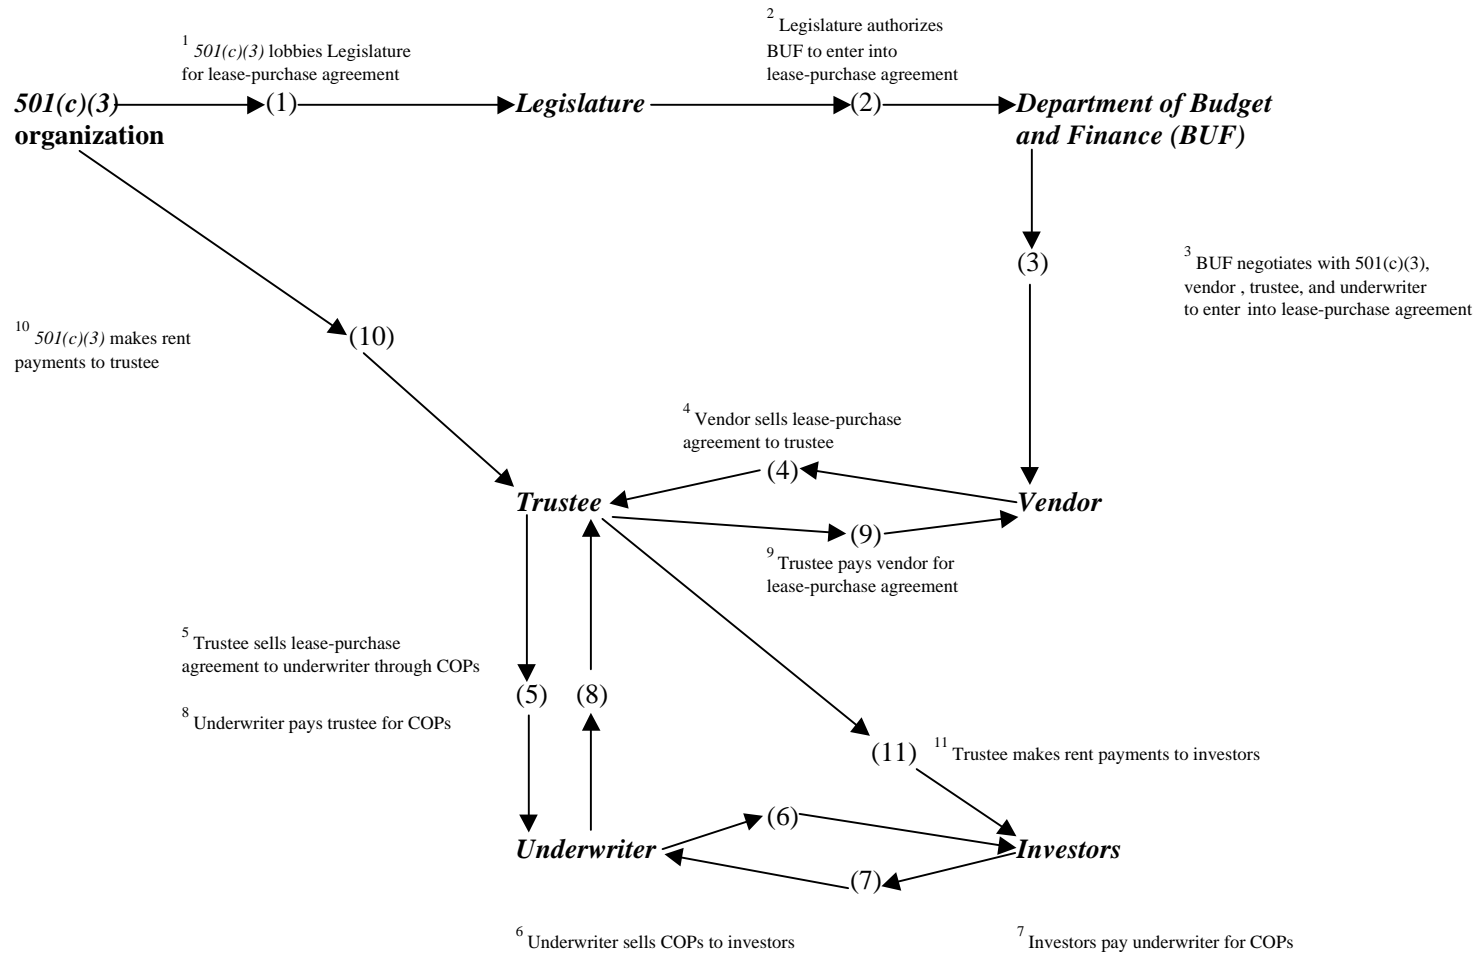 1 501(c)(3) lobbies Legislature
for lease-purchase agreement
2 Legislature authorizes
BUF to enter into
lease-purchase agreement
501(c)(3)
organization
(1)
Legislature
(2)
Department of Budget
and Finance (BUF)
(3)
3 BUF negotiates with 501(c)(3),
vendor , trustee, and underwriter
to enter into lease-purchase agreement
10 501(c)(3) makes rent
payments to trustee
(10)
4 Vendor sells lease-purchase
agreement to trustee
(4)
Trustee
Vendor
(9)
9 Trustee pays vendor for
lease-purchase agreement
5 Trustee sells lease-purchase
agreement to underwriter through COPs
(5)
(8)
8 Underwriter pays trustee for COPs
(11)
11 Trustee makes rent payments to investors
(6)
Underwriter
Investors
(7)
6 Underwriter sells COPs to investors
7 Investors pay underwriter for COPs